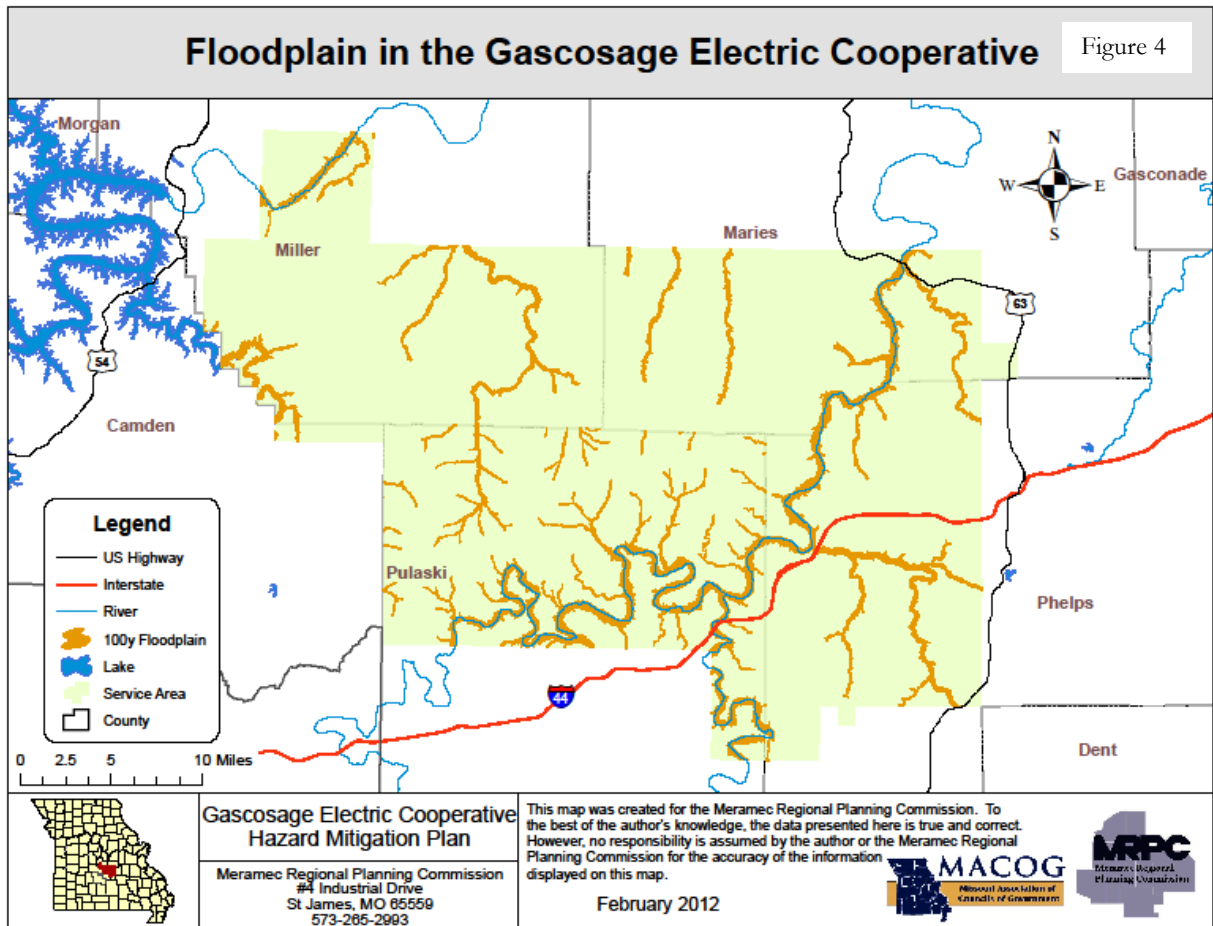 Floodplain in the Gascosage Electric Cooperative
Figure 4
Morgan
N
W
E
S
Gasconade
Miller
Maries
63
54
Camden
Legend
US Highway
Interstate
River
100y Floodplain
Lake
Service Area
County
Pulaski
Phelps
44
0 2.5 5 10 Miles
Dent
Gascosage Electric Cooperative
Hazard Mitigation Plan
Meramec Regional Planning Commission
#4 Industrial Drive
St James, MO 65559
573-265-2993
This map was created for the Meramec Regional Planning Commission. To
the best of the author's knowledge, the data presented here is true and correct.
However, no responsibility is assumed by the author or the Meramec Regional
Planning Commission for the accuracy of the information
displayed on this map.
February 2012
MACOG
Missouri Association of
Councils of Government
MRPC
Meramec Regional
Planning Commission